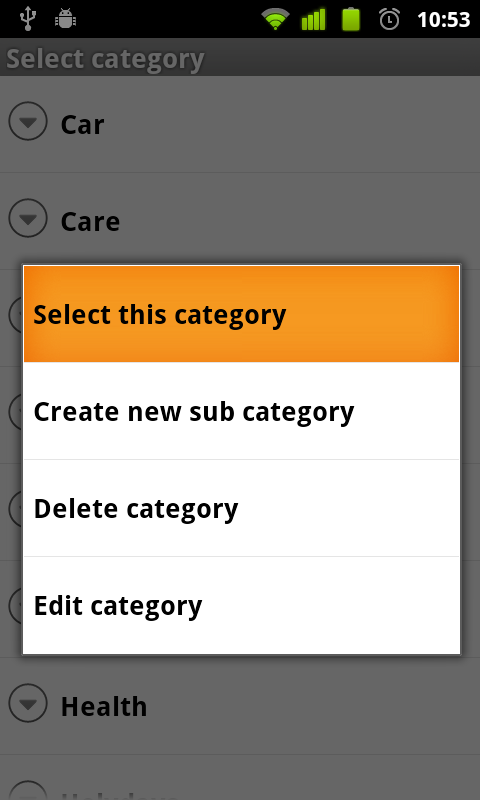 10:53
Select category
Car
Care
Select this category
Create new sub category
Delete category
Edit category
Health